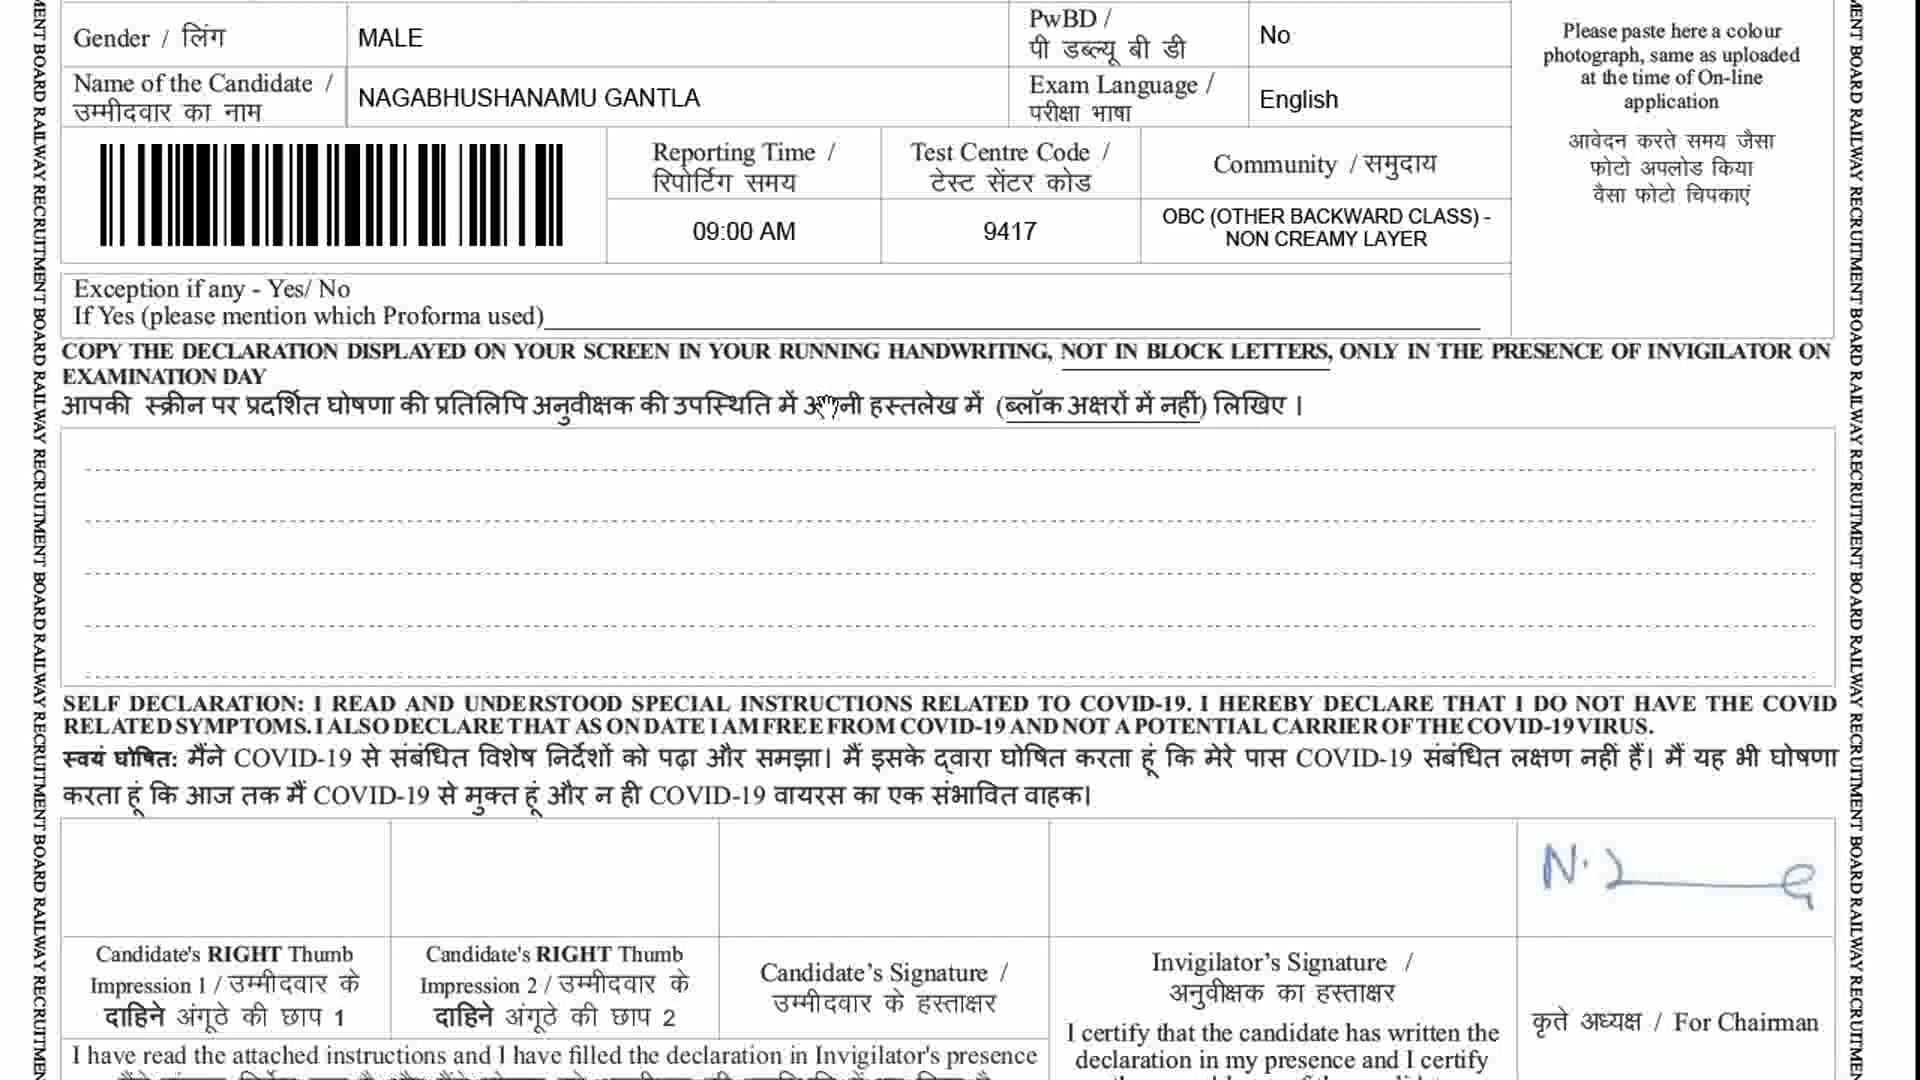 Gender / लिंग
MALE
PwBD /
पी डब्ल्यू बी डी
No
Name of the Candidate /
उम्मीदवार का नाम
NAGABHUSHANAMU GANTLA
Exam Language /
परीक्षा भाषा
English
Please paste here a colour
photograph, same as uploaded
at the time of On-line
application
आवेदन करते समय जैसा
फोटो अपलोड किया
वैसा फोटो चिपकाएं
Reporting Time /
रिपोर्टिंग समय
Test Centre Code /
टेस्ट सेंटर कोड
Community / समुदाय
09:00 AM
9417
OBC (OTHER BACKWARD CLASS) -
NON CREAMY LAYER
Exception if any - Yes/ No
If Yes (please mention which Proforma used)
COPY THE DECLARATION DISPLAYED ON YOUR SCREEN IN YOUR RUNNING HANDWRITING, NOT IN BLOCK LETTERS, ONLY IN THE PRESENCE OF INVIGILATOR ON
EXAMINATION DAY
आपकी स्क्रीन पर प्रदर्शित घोषणा की प्रतिलिपि अनुवीक्षक की उपस्थिति में अपनी हस्तलेख में (ब्लॉक अक्षरों में नहीं) लिखिए ।
SELF DECLARATION: I READ AND UNDERSTOOD SPECIAL INSTRUCTIONS RELATED TO COVID-19. I HEREBY DECLARE THAT I DO NOT HAVE THE COVID
RELATED SYMPTOMS. I ALSO DECLARE THAT AS ON DATE I AM FREE FROM COVID-19 AND NOT A POTENTIAL CARRIER OF THE COVID-19 VIRUS.
स्वयं घोषित: मैंने COVID-19 से संबंधित विशेष निर्देशों को पढ़ा और समझा। मैं इसके द्वारा घोषित करता हूं कि मेरे पास COVID-19 संबंधित लक्षण नहीं हैं। मैं यह भी घोषणा
करता हूं कि आज तक मैं COVID-19 से मुक्त हूं और न ही COVID-19 वायरस का एक संभावित वाहक।
Candidate's RIGHT Thumb
Impression 1 / उम्मीदवार के
दाहिने अंगूठे की छाप 1
Candidate's RIGHT Thumb
Impression 2 / उम्मीदवार के
दाहिने अंगूठे की छाप 2
Candidate's Signature /
उम्मीदवार के हस्ताक्षर
Invigilator's Signature /
अनुवीक्षक का हस्ताक्षर
I certify that the candidate has written the
declaration in my presence and I certify
कृते अध्यक्ष / For Chairman
I have read the attached instructions and I have filled the declaration in Invigilator's presence
RAILWAY RECRUITMENT BOARD RAILWAY RECRUITMENT BOARD RAILWAY RECRUITMENT BOARD
RAILWAY RECRUITMENT BOARD RAILWAY RECRUITMENT BOARD RAILWAY RECRUITMENT BOARD